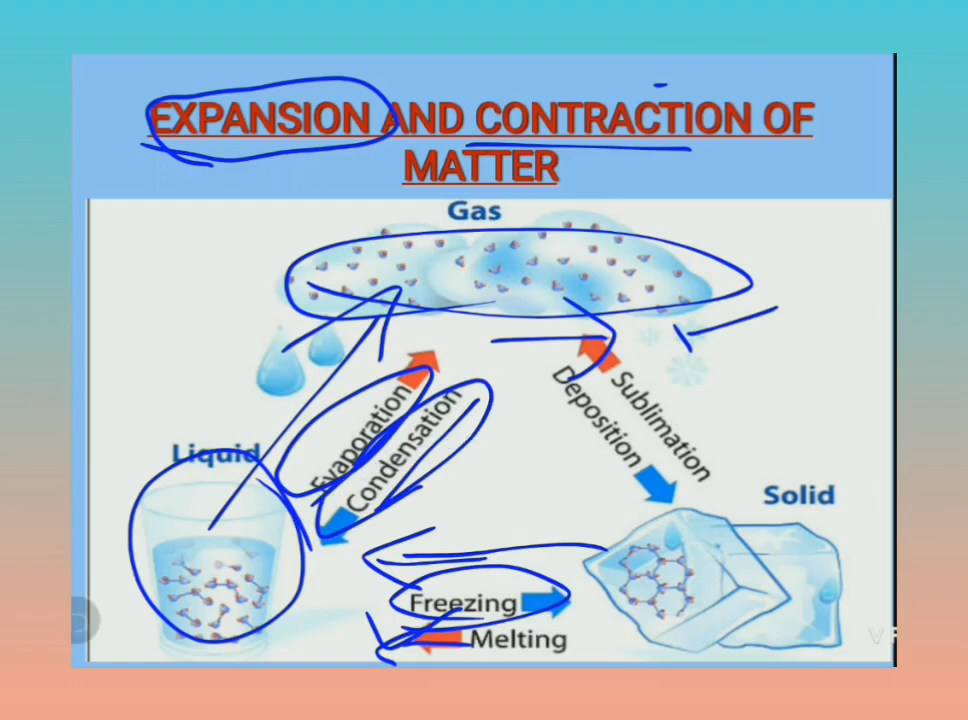 EXPANSION AND CONTRACTION OF
MATTER
Gas
Evaporation
Condensation
Deposition
Sublimation
Liquid
Solid
Freezing
Melting